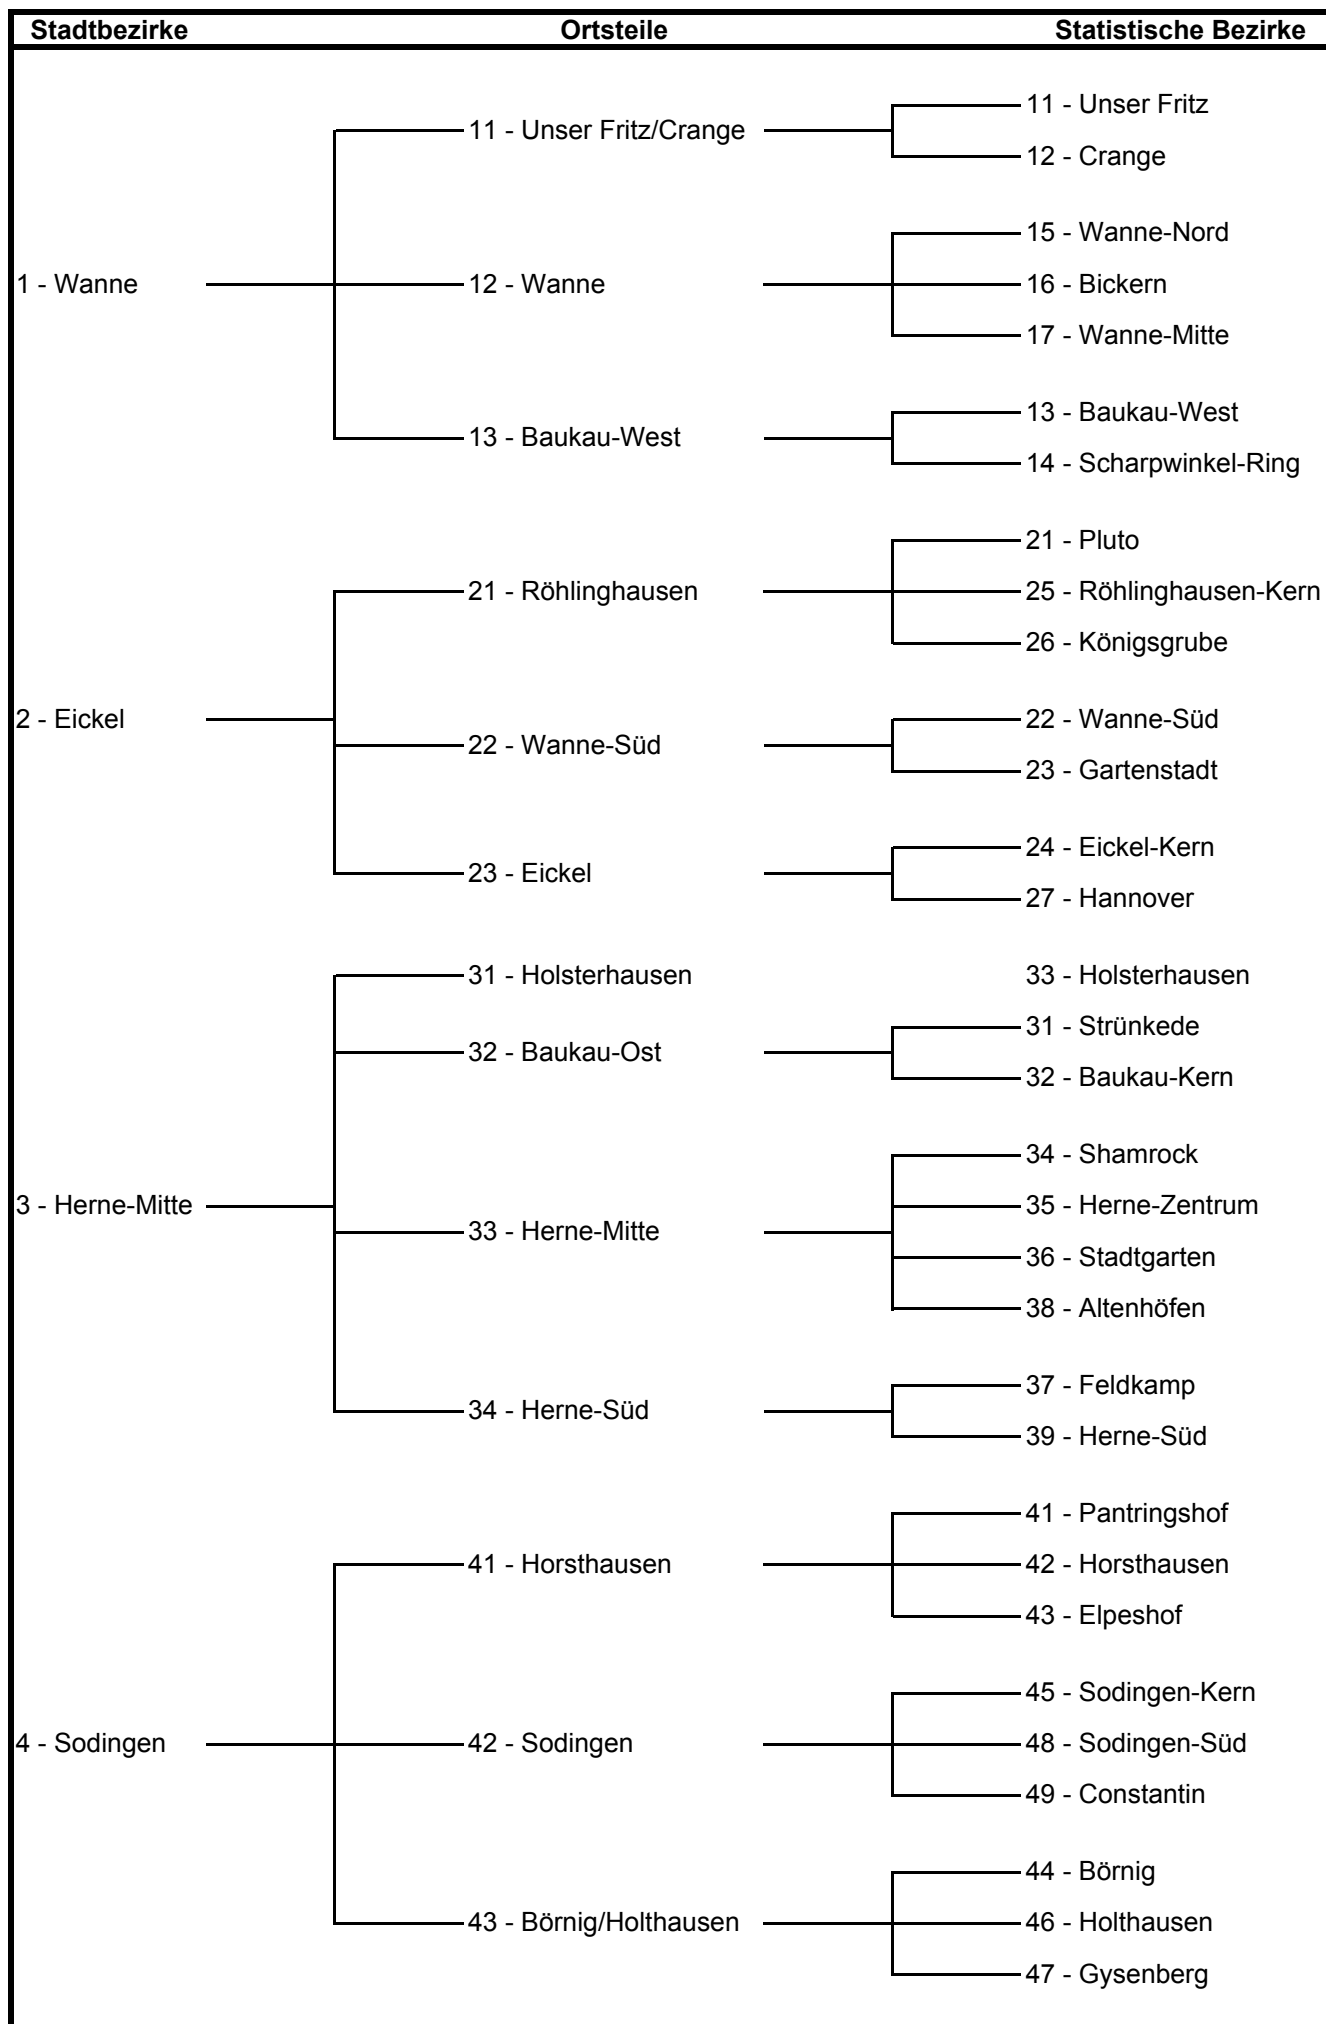 Stadtbezirke Ortsteile Statistische Bezirke
11 - Unser Fritz
11 - Unser Fritz/Crange
12 - Crange
15 - Wanne-Nord
1 - Wanne 12 - Wanne 16 - Bickern
17 - Wanne-Mitte
13 - Baukau-West
13 - Baukau-West
14 - Scharpwinkel-Ring
21 - Pluto
21 - Röhlinghausen 25 - Röhlinghausen-Kern
26 - Königsgrube
2 - Eickel 22 - Wanne-Süd
22 - Wanne-Süd
23 - Gartenstadt
24 - Eickel-Kern
23 - Eickel
27 - Hannover
31 - Holsterhausen 33 - Holsterhausen
31 - Strünkede
32 - Baukau-Ost
32 - Baukau-Kern
34 - Shamrock
3 - Herne-Mitte 35 - Herne-Zentrum
33 - Herne-Mitte
36 - Stadtgarten
38 - Altenhöfen
37 - Feldkamp
34 - Herne-Süd
39 - Herne-Süd
41 - Pantringshof
41 - Horsthausen 42 - Horsthausen
43 - Elpeshof
45 - Sodingen-Kern
4 - Sodingen 42 - Sodingen 48 - Sodingen-Süd
49 - Constantin
44 - Börnig
43 - Börnig/Holthausen 46 - Holthausen
47 - Gysenberg